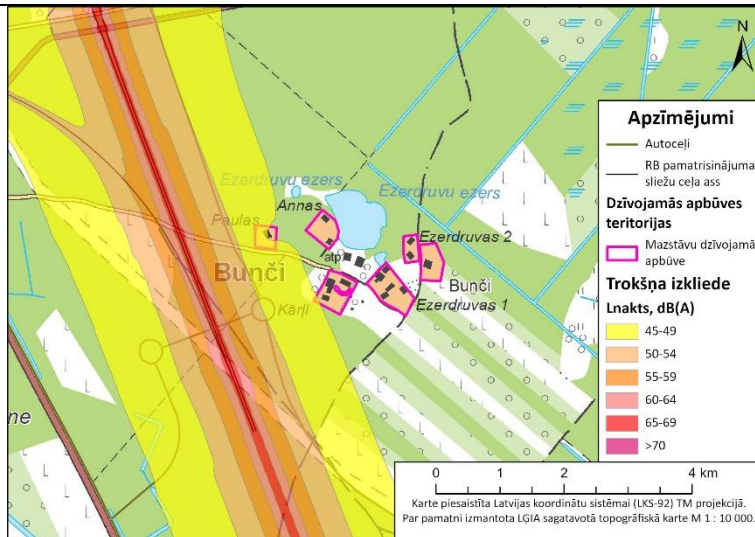 N
Ezerdruvu ezers
Ezerdruvu ezers
Annas
Paulas
Ezerdruvas 2
atp
Bunči
Bunči
Kārļi
Ezerdruvas 1
ne
Apzīmējumi
Autoceļi
RB pamatrisinājuma
sliežu ceļa ass
Dzīvojamās apbūves
teritorijas
Mazstāvu dzīvojamā
apbūve
Trokšņa izkliede
Lnakts, dB(A)
45-49
50-54
55-59
60-64
65-69
>70
0 1 2 4 km
Karte piesaistīta Latvijas koordinātu sistēmai (LKS-92) TM projekcijā.
Par pamatni izmantota LĢIA sagatavotā topogrāfiskā karte M 1 : 10 000.